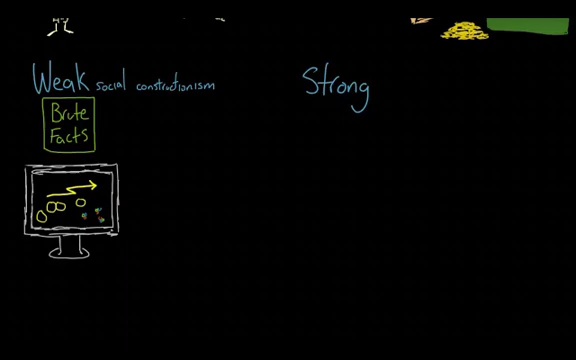 Weak social constructionism
Strong
Brute
Facts